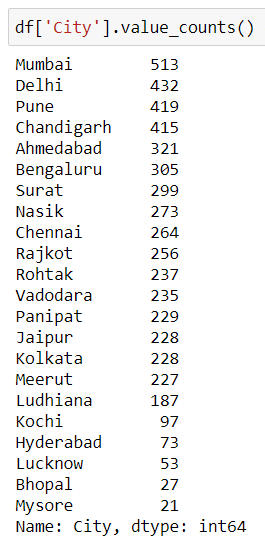 df['City'].value_counts()
Mumbai 513
Delhi 432
Pune 419
Chandigarh 415
Ahmedabad 321
Bengaluru 305
Surat 299
Nasik 273
Chennai 264
Rajkot 256
Rohtak 237
Vadodara 235
Panipat 229
Jaipur 228
Kolkata 228
Meerut 227
Ludhiana 187
Kochi 97
Hyderabad 73
Lucknow 53
Bhopal 27
Mysore 21
Name: City, dtype: int64